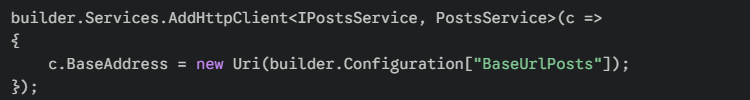 builder.Services.AddHttpClient<IPostsService, PostsService>(c =>
{
    c.BaseAddress = new Uri(builder.Configuration["BaseUrlPosts"]);
});